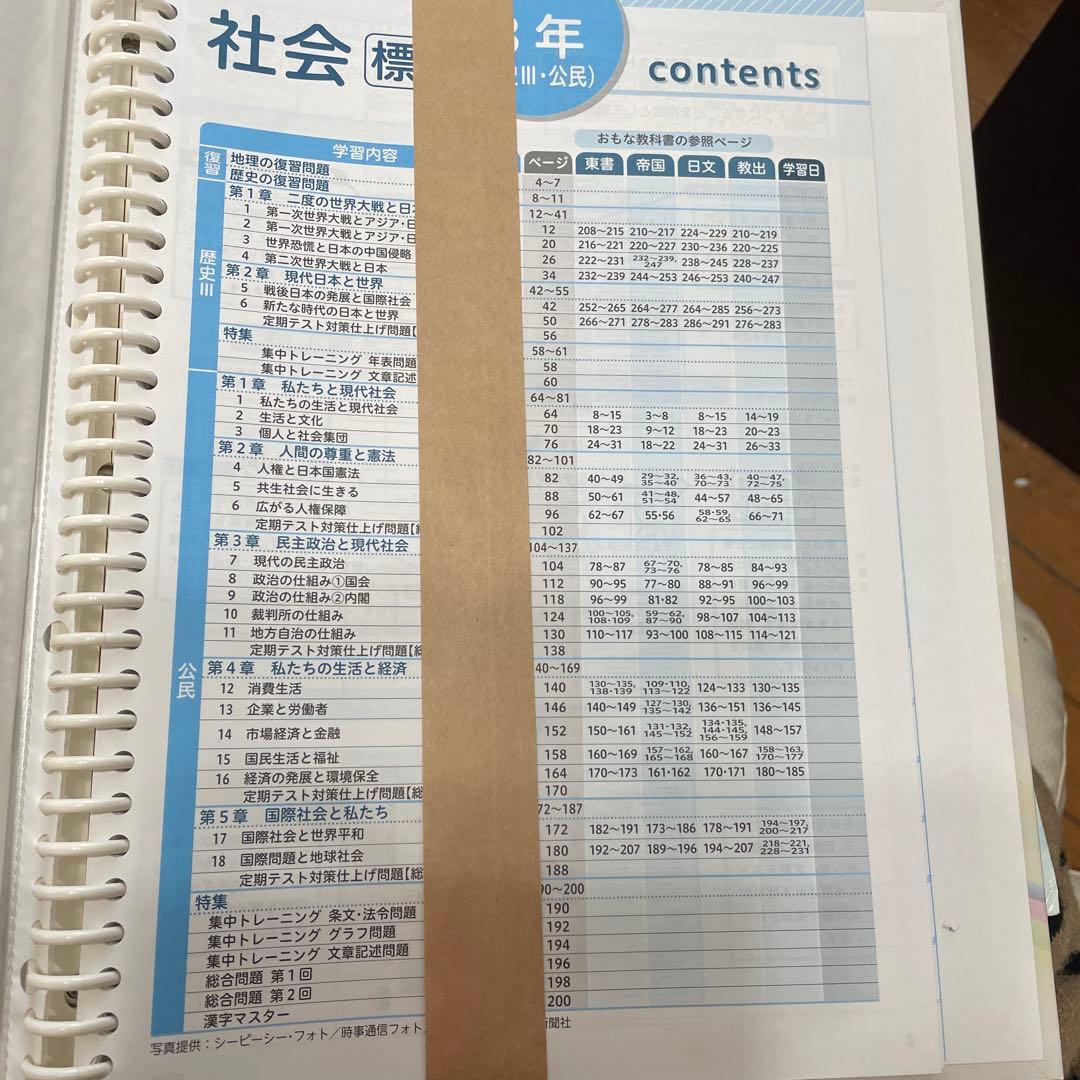 社会 標 3年
史Ⅲ・公民)
contents
おもな教科書の参照ページ
学習内容 ページ 東書 帝国 日文 教出 学習日
復習
地理の復習問題 4〜7
歴史の復習問題 8〜11
歴史Ⅲ
第1章 二度の世界大戦と日 12〜41
1 第一次世界大戦とアジア・日 12 208〜215 210〜217 224〜229 210〜219
2 第一次世界大戦とアジア・日 20 216〜221 220〜227 230〜236 220〜225
3 世界恐慌と日本の中国侵略 26 222〜231 232〜239, 247 238〜245 228〜237
4 第二次世界大戦と日本 34 232〜239 244〜253 246〜253 240〜247
第2章 現代日本と世界 42〜55
5 戦後日本の発展と国際社会 42 252〜265 264〜277 264〜285 256〜273
6 新たな時代の日本と世界 50 266〜271 278〜283 286〜291 276〜283
定期テスト対策仕上げ問題【 56
特集 58〜61
集中トレーニング 年表問題 58
集中トレーニング 文章記述 60
公民
第1章 私たちと現代社会 64〜81
1 私たちの生活と現代社会 64 8〜15 3〜8 8〜15 14〜19
2 生活と文化 70 18〜23 9〜12 18〜23 20〜23
3 個人と社会集団 76 24〜31 18〜22 24〜31 26〜33
第2章 人間の尊重と憲法 82〜101
4 人権と日本国憲法 82 40〜49 29〜32, 35〜40 36〜43, 70〜73 40〜47, 72〜75
5 共生社会に生きる 88 50〜61 41〜48, 51〜54 44〜57 48〜65
6 広がる人権保障 96 62〜67 55・56 58・59, 62〜65 66〜71
定期テスト対策仕上げ問題【総 102
第3章 民主政治と現代社会 104〜137
7 現代の民主政治 104 78〜87 67〜70, 73〜76 78〜85 84〜93
8 政治の仕組み①国会 112 90〜95 77〜80 88〜91 96〜99
9 政治の仕組み②内閣 118 96〜99 81・82 92〜95 100〜103
10 裁判所の仕組み 124 100〜105, 108・109 59〜62, 87〜90 98〜107 104〜113
11 地方自治の仕組み 130 110〜117 93〜100 108〜115 114〜121
定期テスト対策仕上げ問題【総 138
第4章 私たちの生活と経済 40〜169
12 消費生活 140 130〜135, 138・139 109・110, 113〜122 124〜133 130〜135
13 企業と労働者 146 140〜149 127〜130, 135〜142 136〜151 136〜145
14 市場経済と金融 152 150〜161 131・132, 145〜152 134・135, 144・145, 156〜159 148〜157
15 国民生活と福祉 158 160〜169 157〜162, 165〜168 160〜167 158〜163, 170〜177
16 経済の発展と環境保全 164 170〜173 161・162 170・171 180〜185
定期テスト対策仕上げ問題【総 170
第5章 国際社会と私たち 72〜187
17 国際社会と世界平和 172 182〜191 173〜186 178〜191 194〜197, 200〜217
18 国際問題と地球社会 180 192〜207 189〜196 194〜207 218〜221, 228〜231
定期テスト対策仕上げ問題【総 188
特集 90〜200
集中トレーニング 条文・法令問題 190
集中トレーニング グラフ問題 192
集中トレーニング 文章記述問題 194
総合問題 第1回 196
総合問題 第2回 198
漢字マスター 200
写真提供:シーピーシー・フォト/時事通信フォト 新聞社